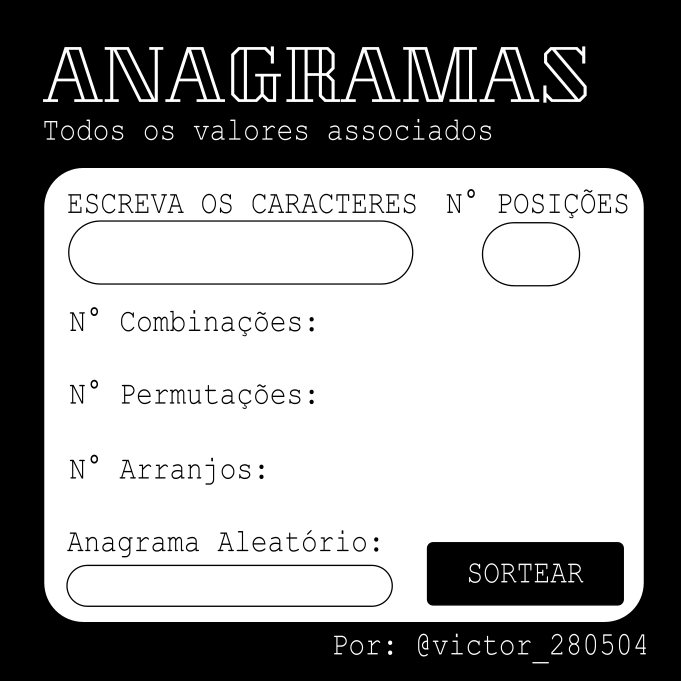 ANAGRAMAS
Todos os valores associados
ESCREVA OS CARACTERES N° POSIÇÕES
N° Combinações:
N° Permutações:
N° Arranjos:
Anagrama Aleatório:
SORTEAR
Por: @victor_280504